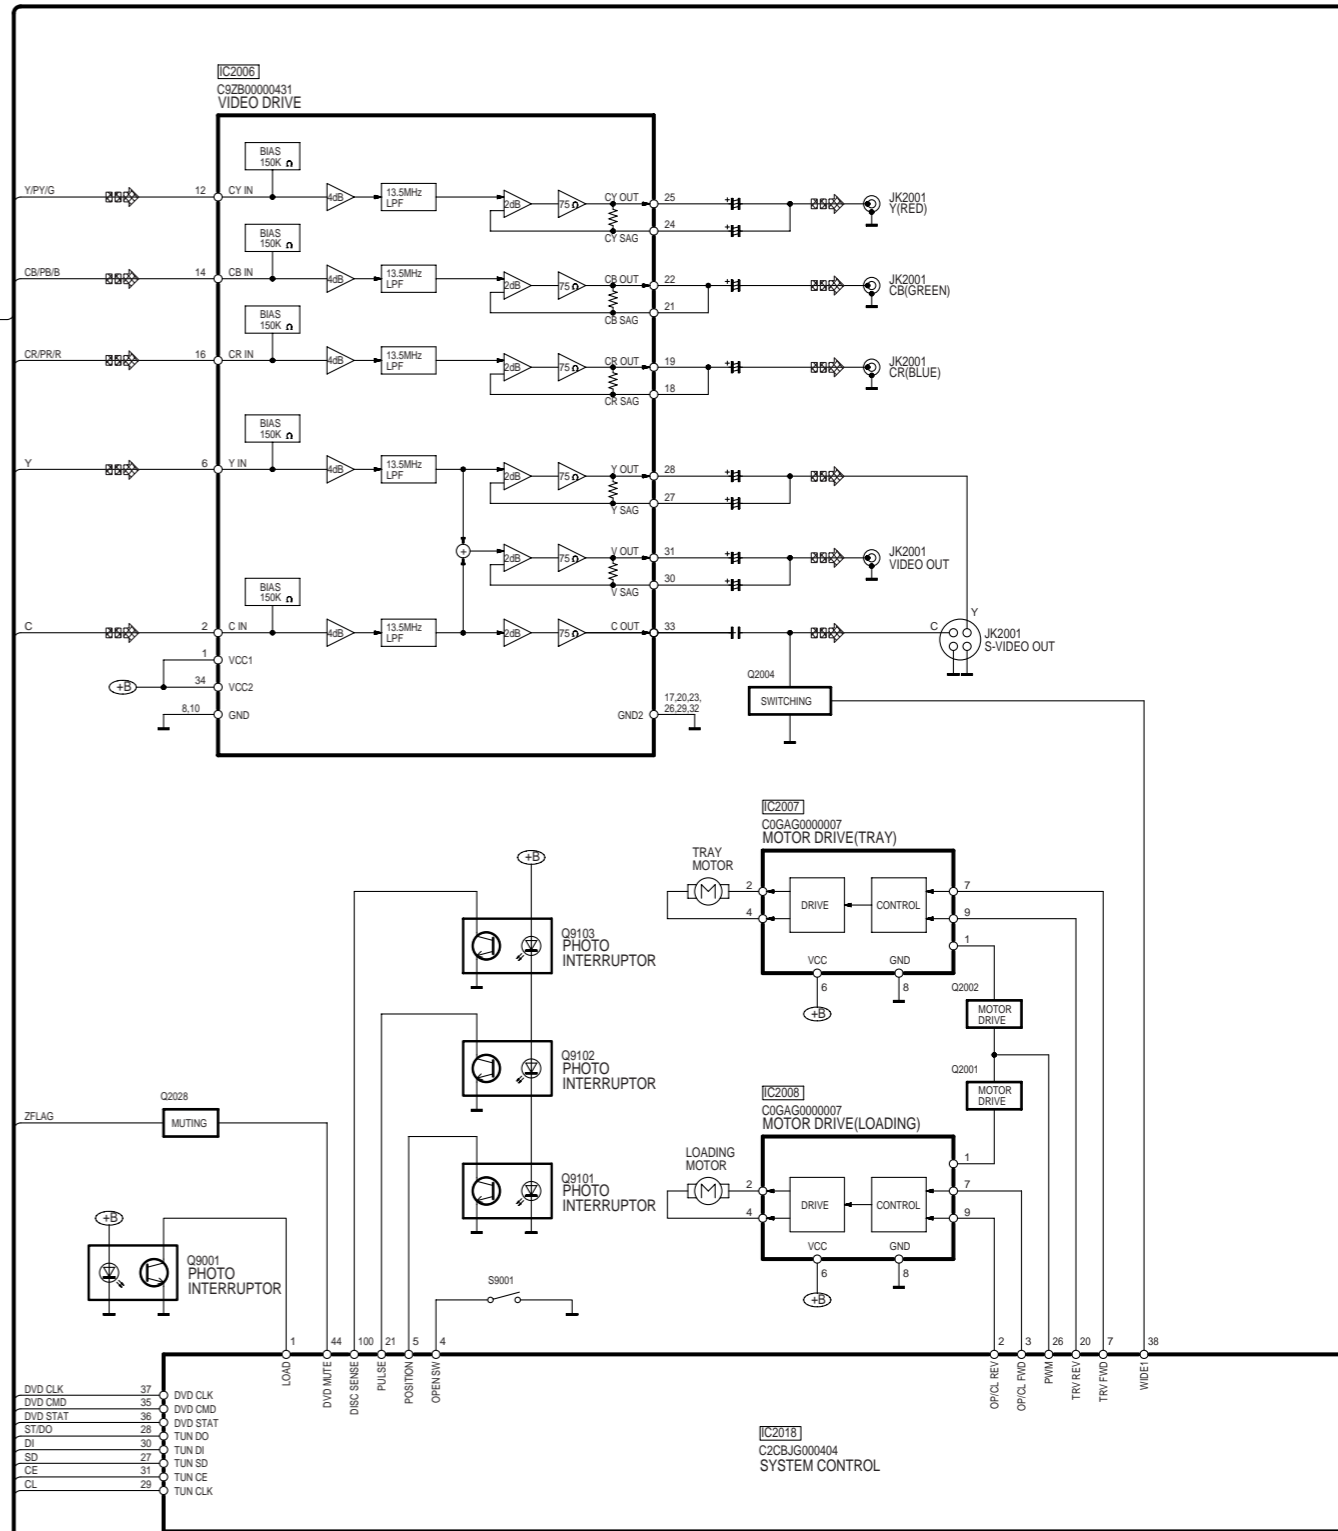 IC2006
C9ZB00000431
VIDEO DRIVE
BIAS
150K Ω
Y/PY/G
12
CY IN
4dB
13.5MHz
LPF
2dB
75Ω
CY OUT
25
CY SAG
24
JK2001
Y(RED)
BIAS
150K Ω
CB/PB/B
14
CB IN
4dB
13.5MHz
LPF
2dB
75Ω
CB OUT
22
CB SAG
21
JK2001
CB(GREEN)
BIAS
150K Ω
CR/PR/R
16
CR IN
4dB
13.5MHz
LPF
2dB
75Ω
CR OUT
19
CR SAG
18
JK2001
CR(BLUE)
BIAS
150K Ω
Y
6
Y IN
4dB
13.5MHz
LPF
2dB
75Ω
Y OUT
28
Y SAG
27
+
2dB
75Ω
V OUT
31
V SAG
30
JK2001
VIDEO OUT
BIAS
150K Ω
C
2
C IN
4dB
13.5MHz
LPF
2dB
75Ω
C OUT
33
Y
C
JK2001
S-VIDEO OUT
1
VCC1
+B
34
VCC2
8,10
GND
GND2
17,20,23,
26,29,32
Q2004
SWITCHING
IC2007
C0GAG0000007
MOTOR DRIVE(TRAY)
TRAY
MOTOR
M
2
4
DRIVE
CONTROL
7
9
1
VCC
6
+B
GND
8
Q2002
MOTOR
DRIVE
Q2001
MOTOR
DRIVE
IC2008
C0GAG0000007
MOTOR DRIVE(LOADING)
LOADING
MOTOR
M
2
4
DRIVE
CONTROL
1
7
9
VCC
6
+B
GND
8
+B
Q9103
PHOTO
INTERRUPTOR
Q9102
PHOTO
INTERRUPTOR
Q9101
PHOTO
INTERRUPTOR
ZFLAG
Q2028
MUTING
+B
Q9001
PHOTO
INTERRUPTOR
S9001
1
44
100
21
5
4
2
3
26
20
7
38
LOAD
DVD MUTE
DISC SENSE
PULSE
POSITION
OPEN SW
OP/CL REV
OP/CL FWD
PWM
TRV REV
TRV FWD
WIDE1
DVD CLK 37 DVD CLK
DVD CMD 35 DVD CMD
DVD STAT 36 DVD STAT
ST/DO 28 TUN DO
DI 30 TUN DI
SD 27 TUN SD
CE 31 TUN CE
CL 29 TUN CLK
IC2018
C2CBJG000404
SYSTEM CONTROL